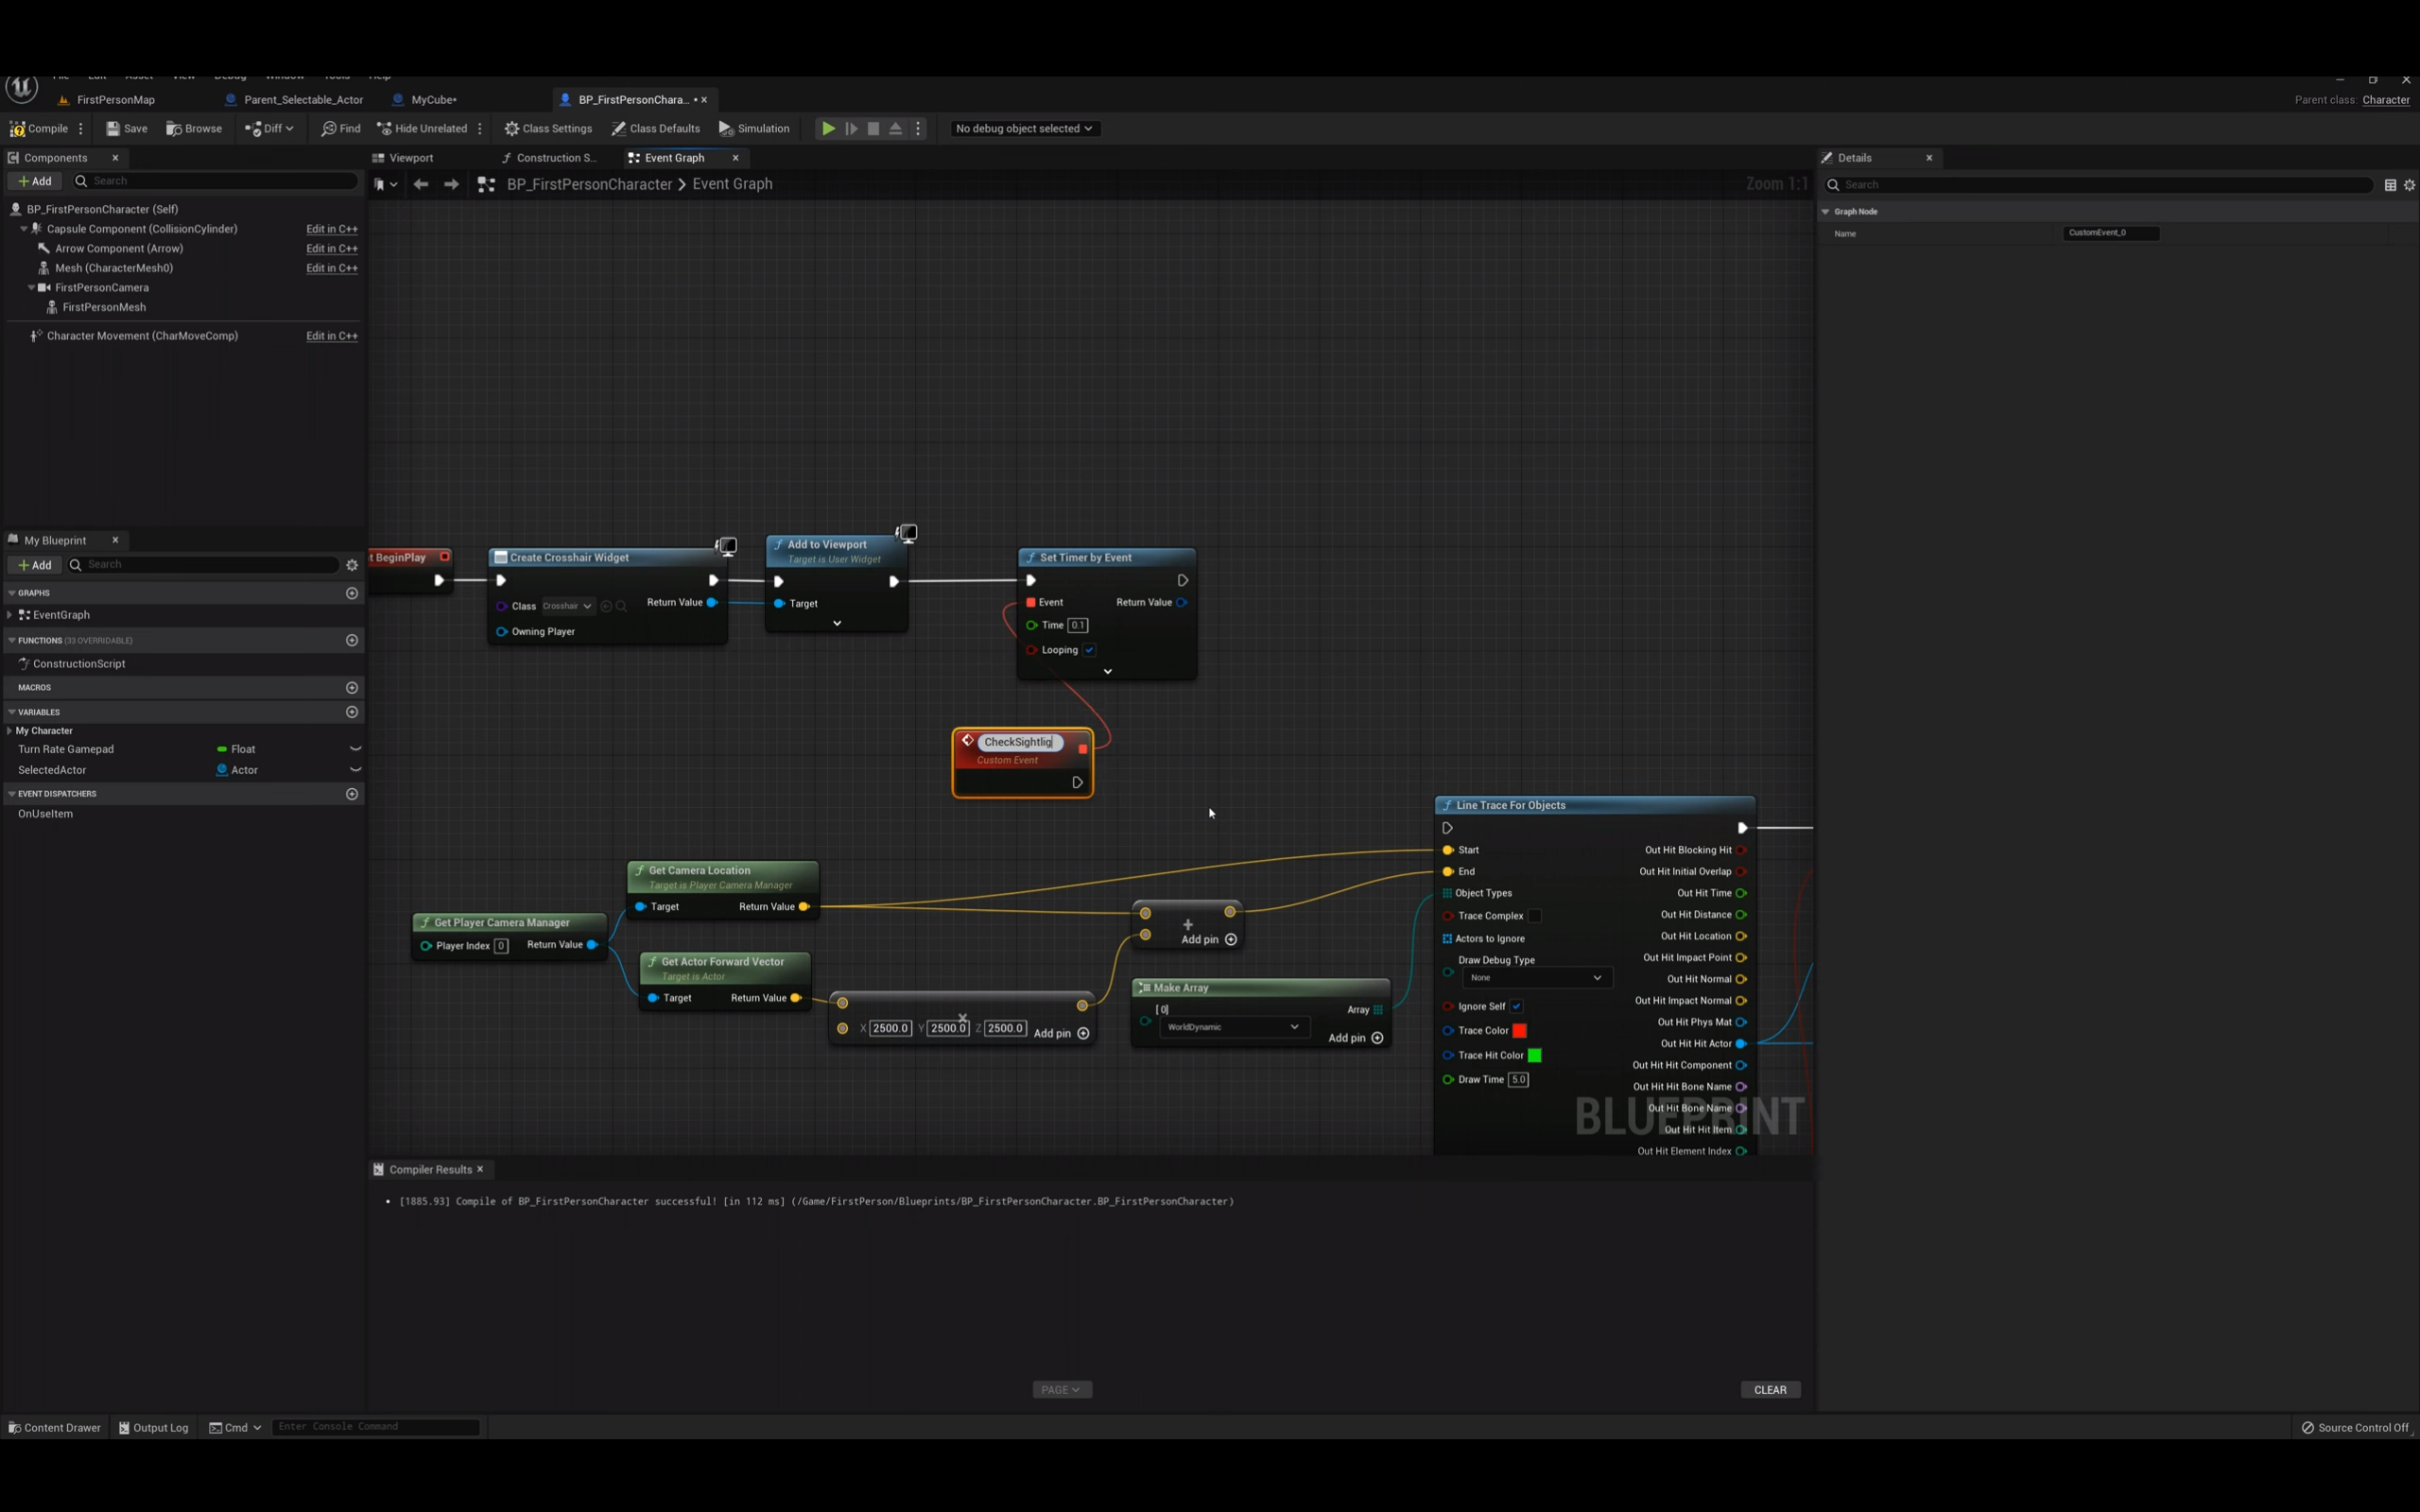 File Edit Asset View Debug Window Tools Help
FirstPersonMap Parent_Selectable_Actor MyCube• BP_FirstPersonChara... •
Parent class: Character
Compile Save Browse Diff Find Hide Unrelated Class Settings Class Defaults Simulation No debug object selected
Components
Add Search
BP_FirstPersonCharacter (Self)
Capsule Component (CollisionCylinder) Edit in C++
Arrow Component (Arrow) Edit in C++
Mesh (CharacterMesh0) Edit in C++
FirstPersonCamera
FirstPersonMesh
Character Movement (CharMoveComp) Edit in C++
My Blueprint
Add Search
GRAPHS
EventGraph
FUNCTIONS (33 OVERRIDABLE)
ConstructionScript
MACROS
VARIABLES
My Character
Turn Rate Gamepad Float
SelectedActor Actor
EVENT DISPATCHERS
OnUseItem
Viewport Construction S... Event Graph
BP_FirstPersonCharacter > Event Graph
Zoom 1:1
t BeginPlay
Create Crosshair Widget
Class Crosshair Return Value
Owning Player
Add to Viewport
Target is User Widget
Target
Set Timer by Event
Event Return Value
Time 0.1
Looping
CheckSightlig
Custom Event
Get Player Camera Manager
Player Index 0 Return Value
Get Camera Location
Target is Player Camera Manager
Target Return Value
Get Actor Forward Vector
Target is Actor
Target Return Value
X 2500.0 Y 2500.0 Z 2500.0 Add pin
Add pin
Make Array
[0] Array
WorldDynamic
Add pin
Line Trace For Objects
Start Out Hit Blocking Hit
End Out Hit Initial Overlap
Object Types Out Hit Time
Trace Complex Out Hit Distance
Actors to Ignore Out Hit Location
Draw Debug Type Out Hit Impact Point
None Out Hit Normal
Out Hit Impact Normal
Ignore Self Out Hit Phys Mat
Trace Color Out Hit Hit Actor
Trace Hit Color Out Hit Hit Component
Draw Time 5.0 Out Hit Hit Bone Name
Out Hit Bone Name
Out Hit Hit Item
Out Hit Element Index
BLUEPRINT
Compiler Results
• [1885.93] Compile of BP_FirstPersonCharacter successful! [in 112 ms] (/Game/FirstPerson/Blueprints/BP_FirstPersonCharacter.BP_FirstPersonCharacter)
PAGE
CLEAR
Details
Search
Graph Node
Name CustomEvent_0
Content Drawer Output Log Cmd Enter Console Command
Source Control Off